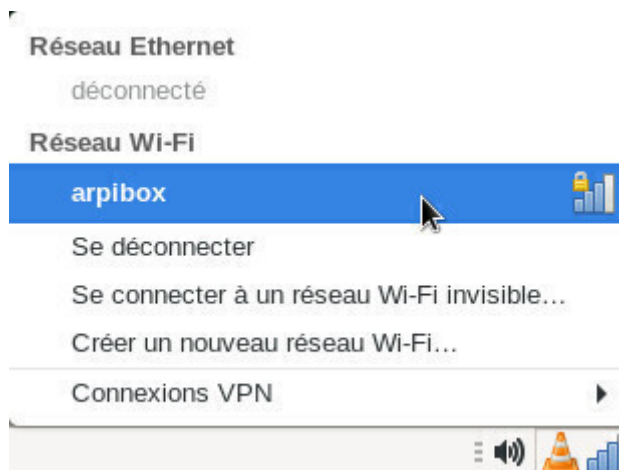 Réseau Ethernet
déconnecté
Réseau Wi-Fi
arpibox
Se déconnecter
Se connecter à un réseau Wi-Fi invisible…
Créer un nouveau réseau Wi-Fi…
Connexions VPN